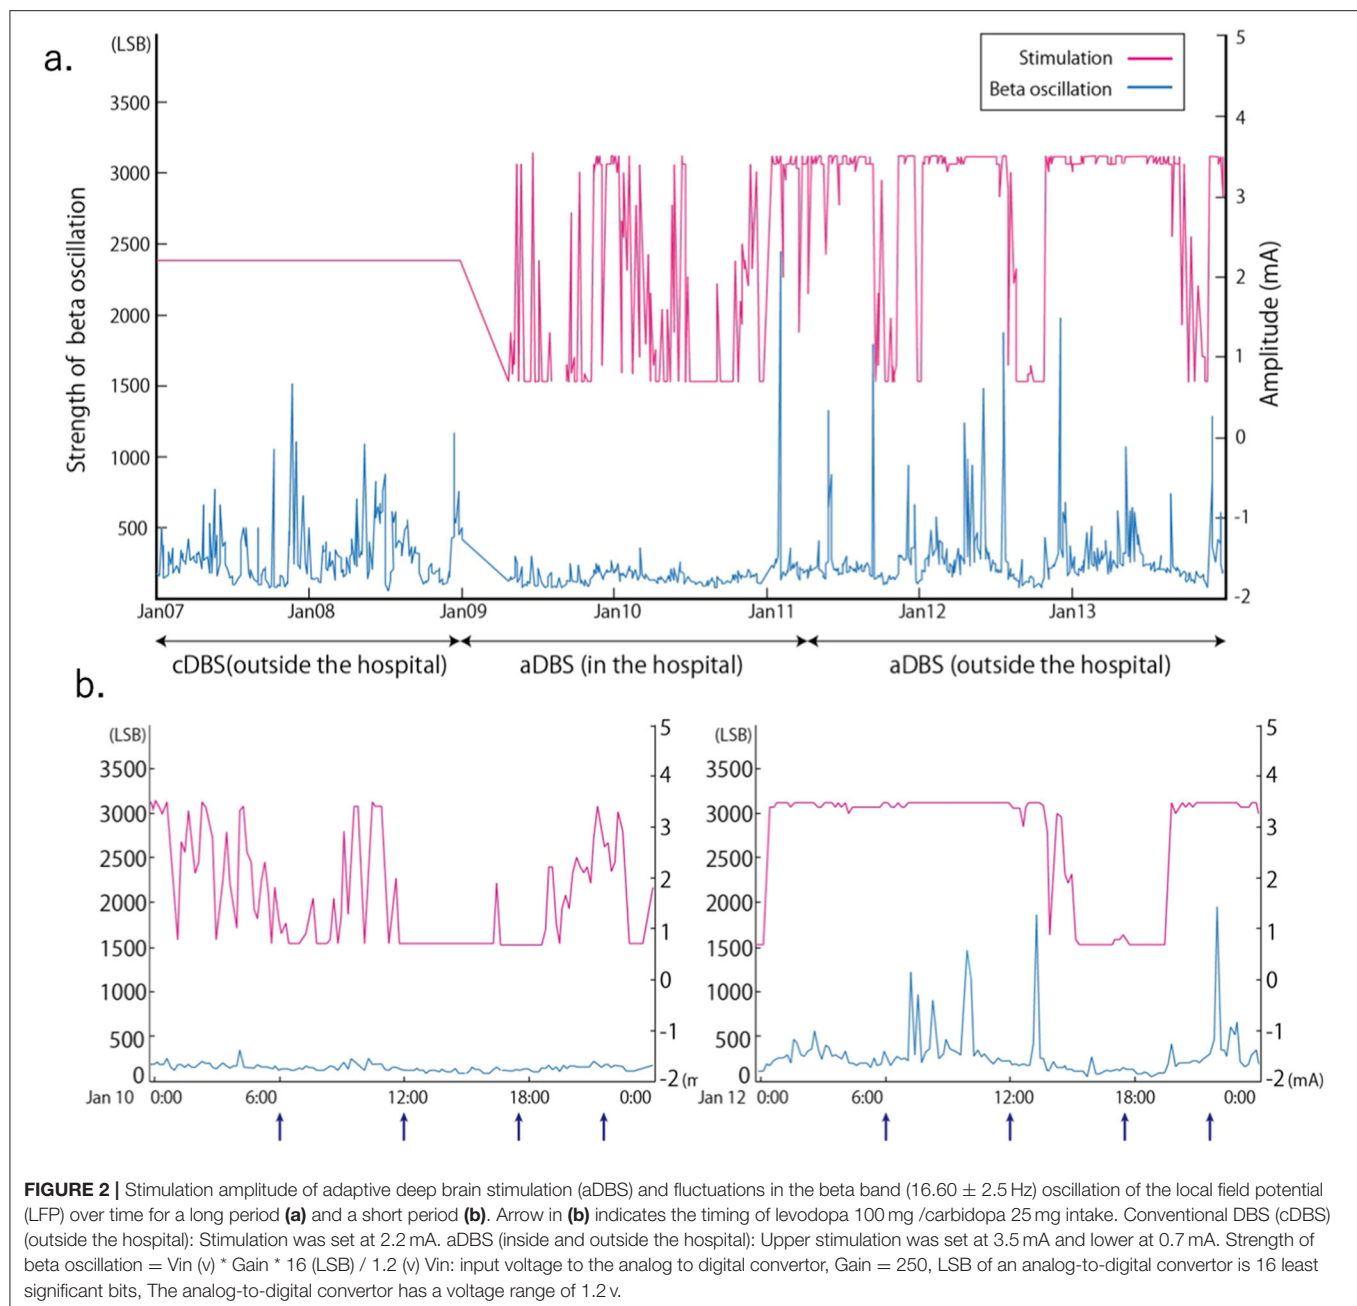 a.
(LSB)
3500
3000
2500
2000
1500
1000
500
Strength of beta oscillation
Stimulation
Beta oscillation
5
4
3
2
1
0
-1
-2
Amplitude (mA)
Jan07 Jan08 Jan09 Jan10 Jan11 Jan12 Jan13
cDBS(outside the hospital) aDBS (in the hospital) aDBS (outside the hospital)
b.
(LSB)
3500
3000
2500
2000
1500
1000
500
0
5
4
3
2
1
0
-1
-2 (m
Jan 10 0:00 6:00 12:00 18:00 0:00
(LSB)
3500
3000
2500
2000
1500
1000
500
0
5
4
3
2
1
0
-1
-2 (mA)
Jan 12 0:00 6:00 12:00 18:00 0:00
FIGURE 2 | Stimulation amplitude of adaptive deep brain stimulation (aDBS) and fluctuations in the beta band (16.60 ± 2.5 Hz) oscillation of the local field potential
(LFP) over time for a long period (a) and a short period (b). Arrow in (b) indicates the timing of levodopa 100 mg /carbidopa 25 mg intake. Conventional DBS (cDBS)
(outside the hospital): Stimulation was set at 2.2 mA. aDBS (inside and outside the hospital): Upper stimulation was set at 3.5 mA and lower at 0.7 mA. Strength of
beta oscillation = Vin (v) * Gain * 16 (LSB) / 1.2 (v) Vin: input voltage to the analog to digital convertor, Gain = 250, LSB of an analog-to-digital convertor is 16 least
significant bits, The analog-to-digital convertor has a voltage range of 1.2 v.